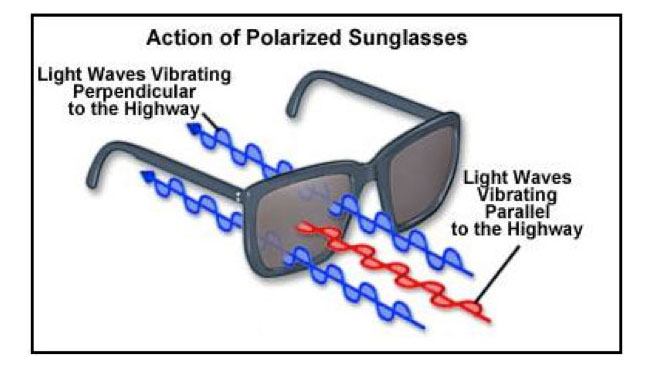 Action of Polarized Sunglasses
Light Waves Vibrating
Perpendicular
to the Highway
Light Waves
Vibrating
Parallel
to the Highway